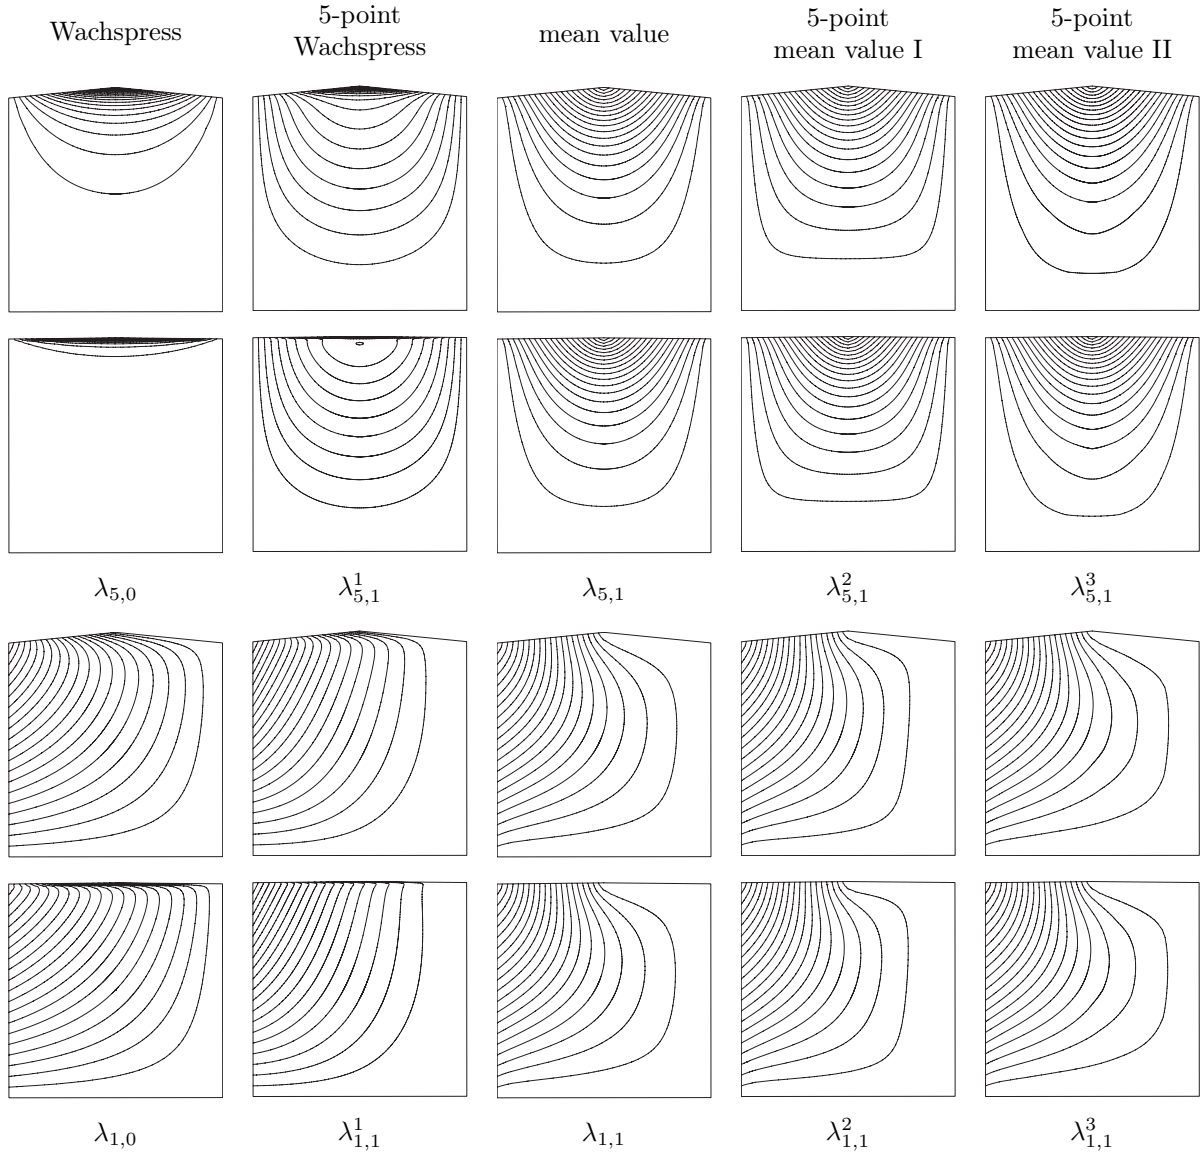 Wachspress
5-point
Wachspress
mean value
5-point
mean value I
5-point
mean value II
λ5,0
λ^1_5,1
λ5,1
λ^2_5,1
λ^3_5,1
λ1,0
λ^1_1,1
λ1,1
λ^2_1,1
λ^3_1,1